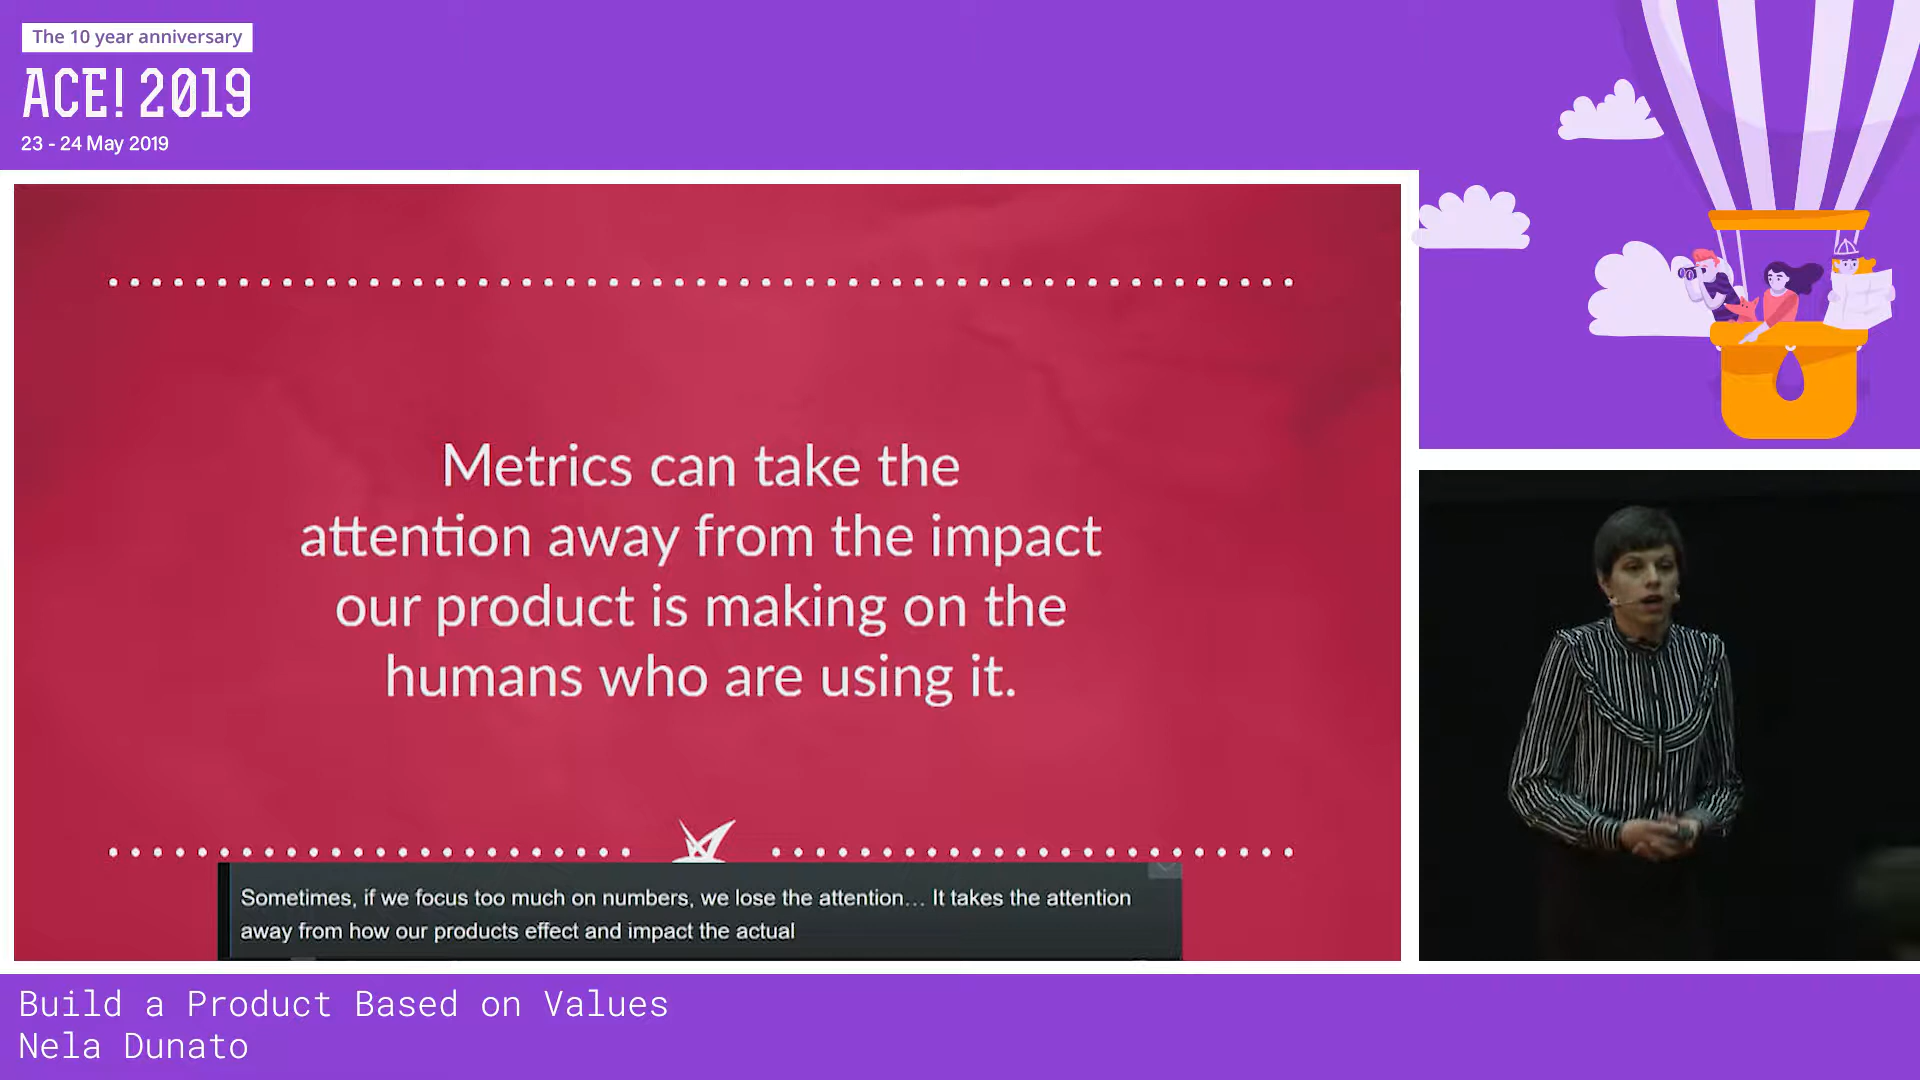 The 10 year anniversary
ACE! 2019
23 - 24 May 2019
Metrics can take the
attention away from the impact
our product is making on the
humans who are using it.
Sometimes, if we focus too much on numbers, we lose the attention... It takes the attention
away from how our products effect and impact the actual
Build a Product Based on Values
Nela Dunato